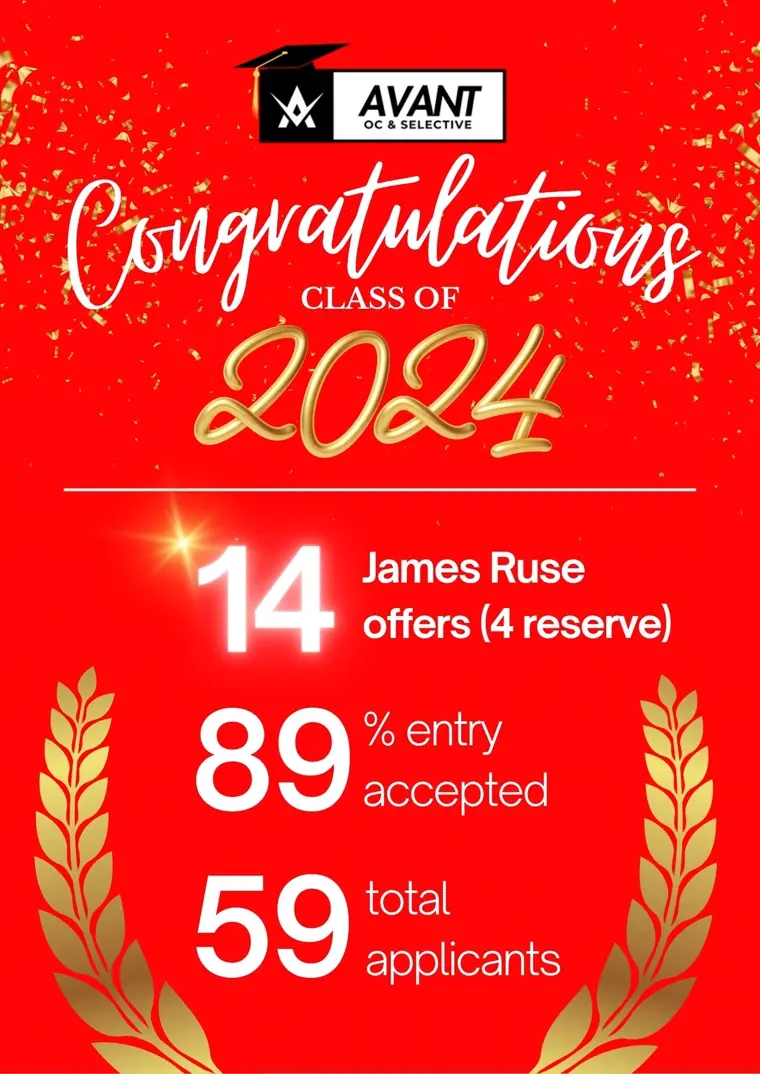 AVANT
OC & SELECTIVE
Congratulations
CLASS OF
2024
14 James Ruse
offers (4 reserve)
89 % entry
accepted
59 total
applicants